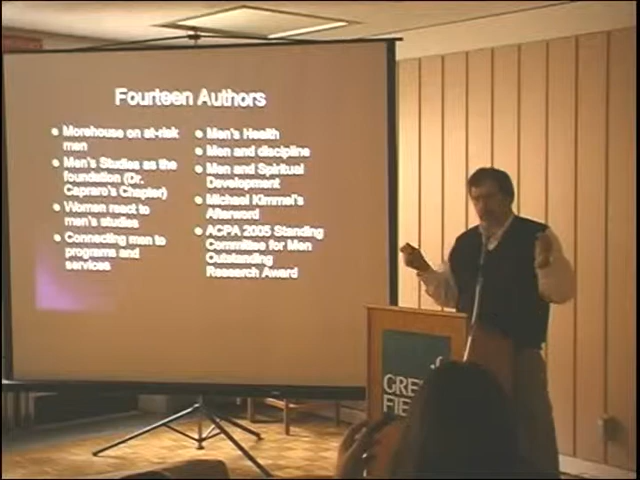 Fourteen Authors
Morehouse on at-risk
men
Men's Studies as the
foundation (Dr.
Capraro's Chapter)
Women react to
men's studies
Connecting men to
programs and
services
Men's Health
Men and discipline
Men and Spiritual
Development
Michael Kimmel's
Afterword
ACPA 2005 Standing
Committee for Men
Outstanding
Research Award